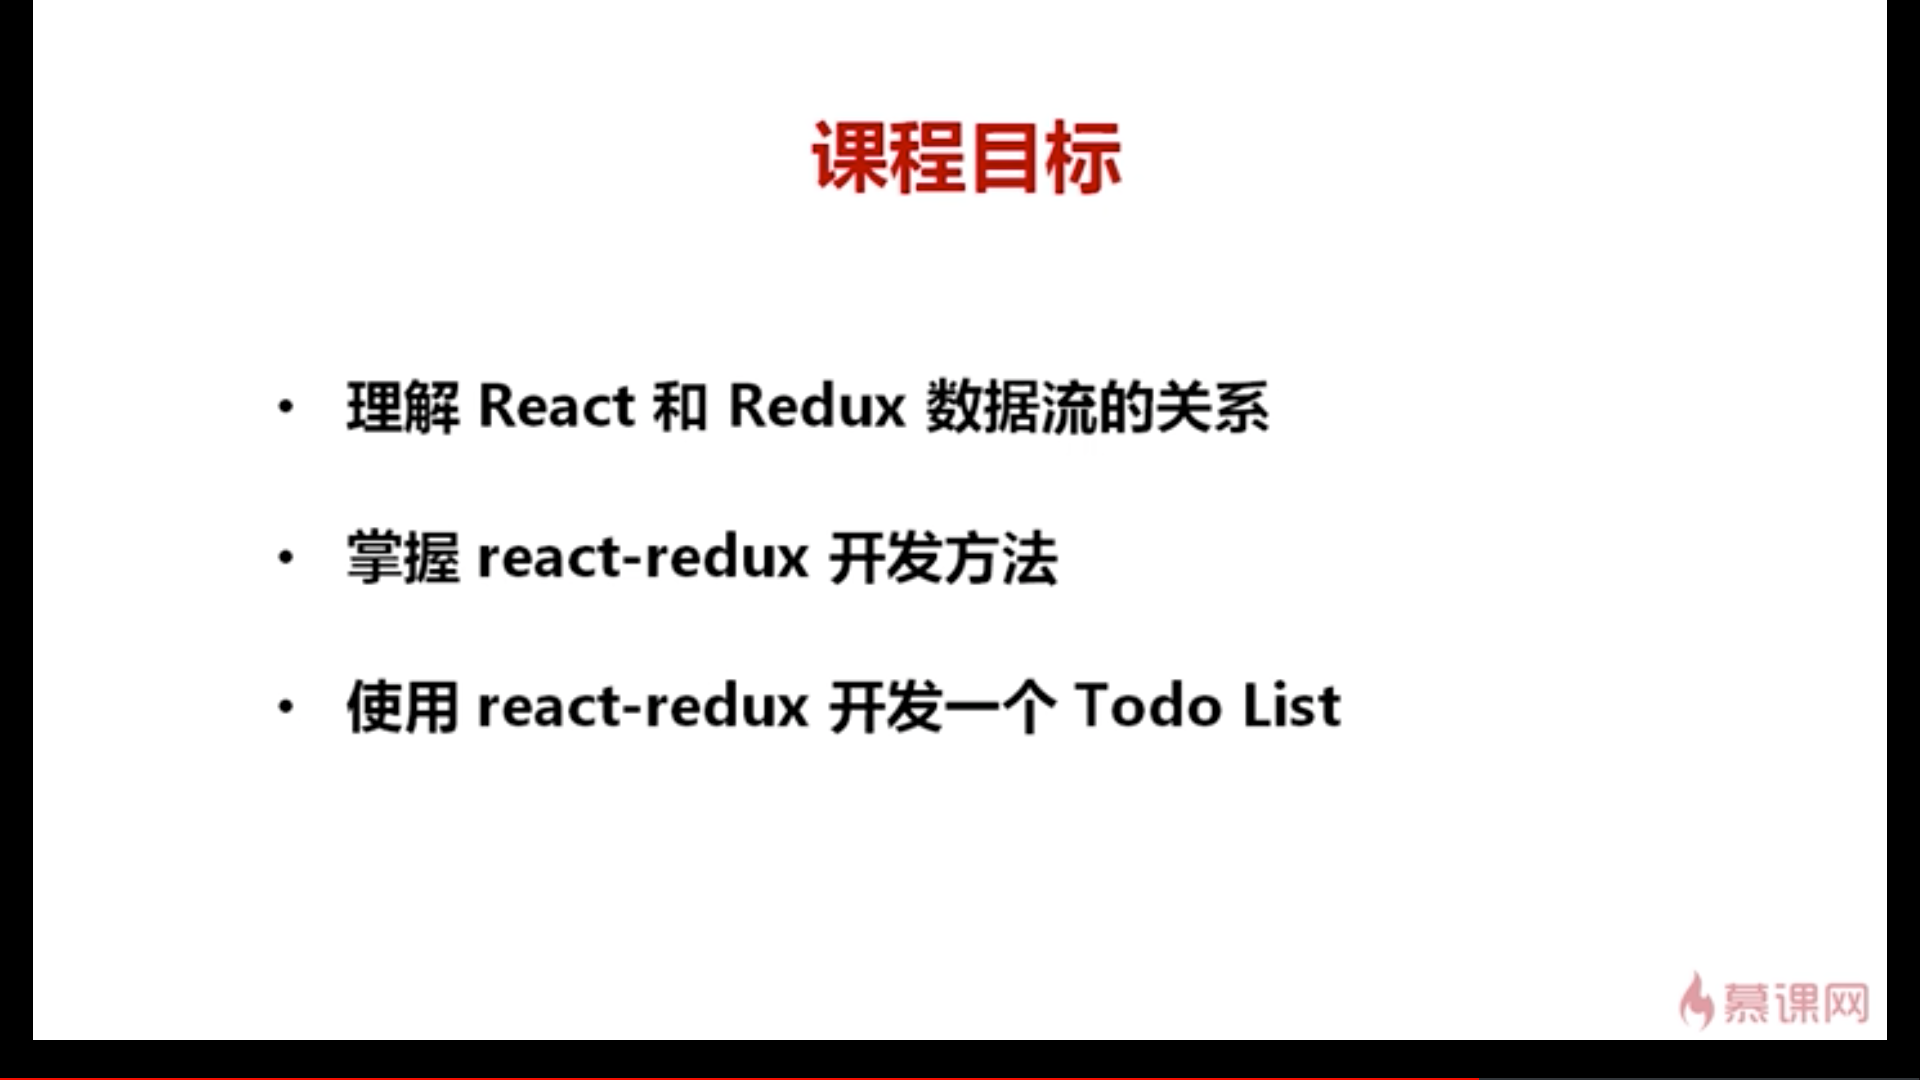 课程目标
• 理解 React 和 Redux 数据流的关系
• 掌握 react-redux 开发方法
• 使用 react-redux 开发一个 Todo List
慕课网